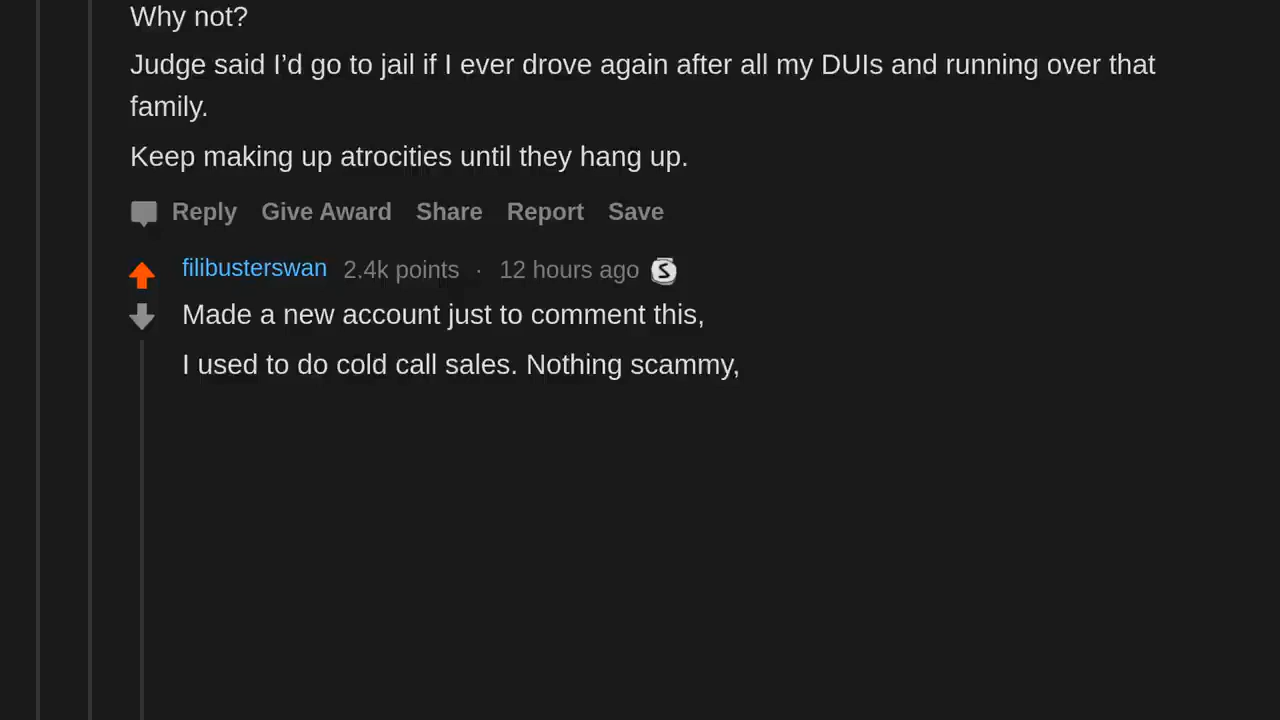 Why not?
Judge said I’d go to jail if I ever drove again after all my DUIs and running over that
family.
Keep making up atrocities until they hang up.
Reply Give Award Share Report Save
filibusterswan 2.4k points · 12 hours ago S
Made a new account just to comment this,
I used to do cold call sales. Nothing scammy,